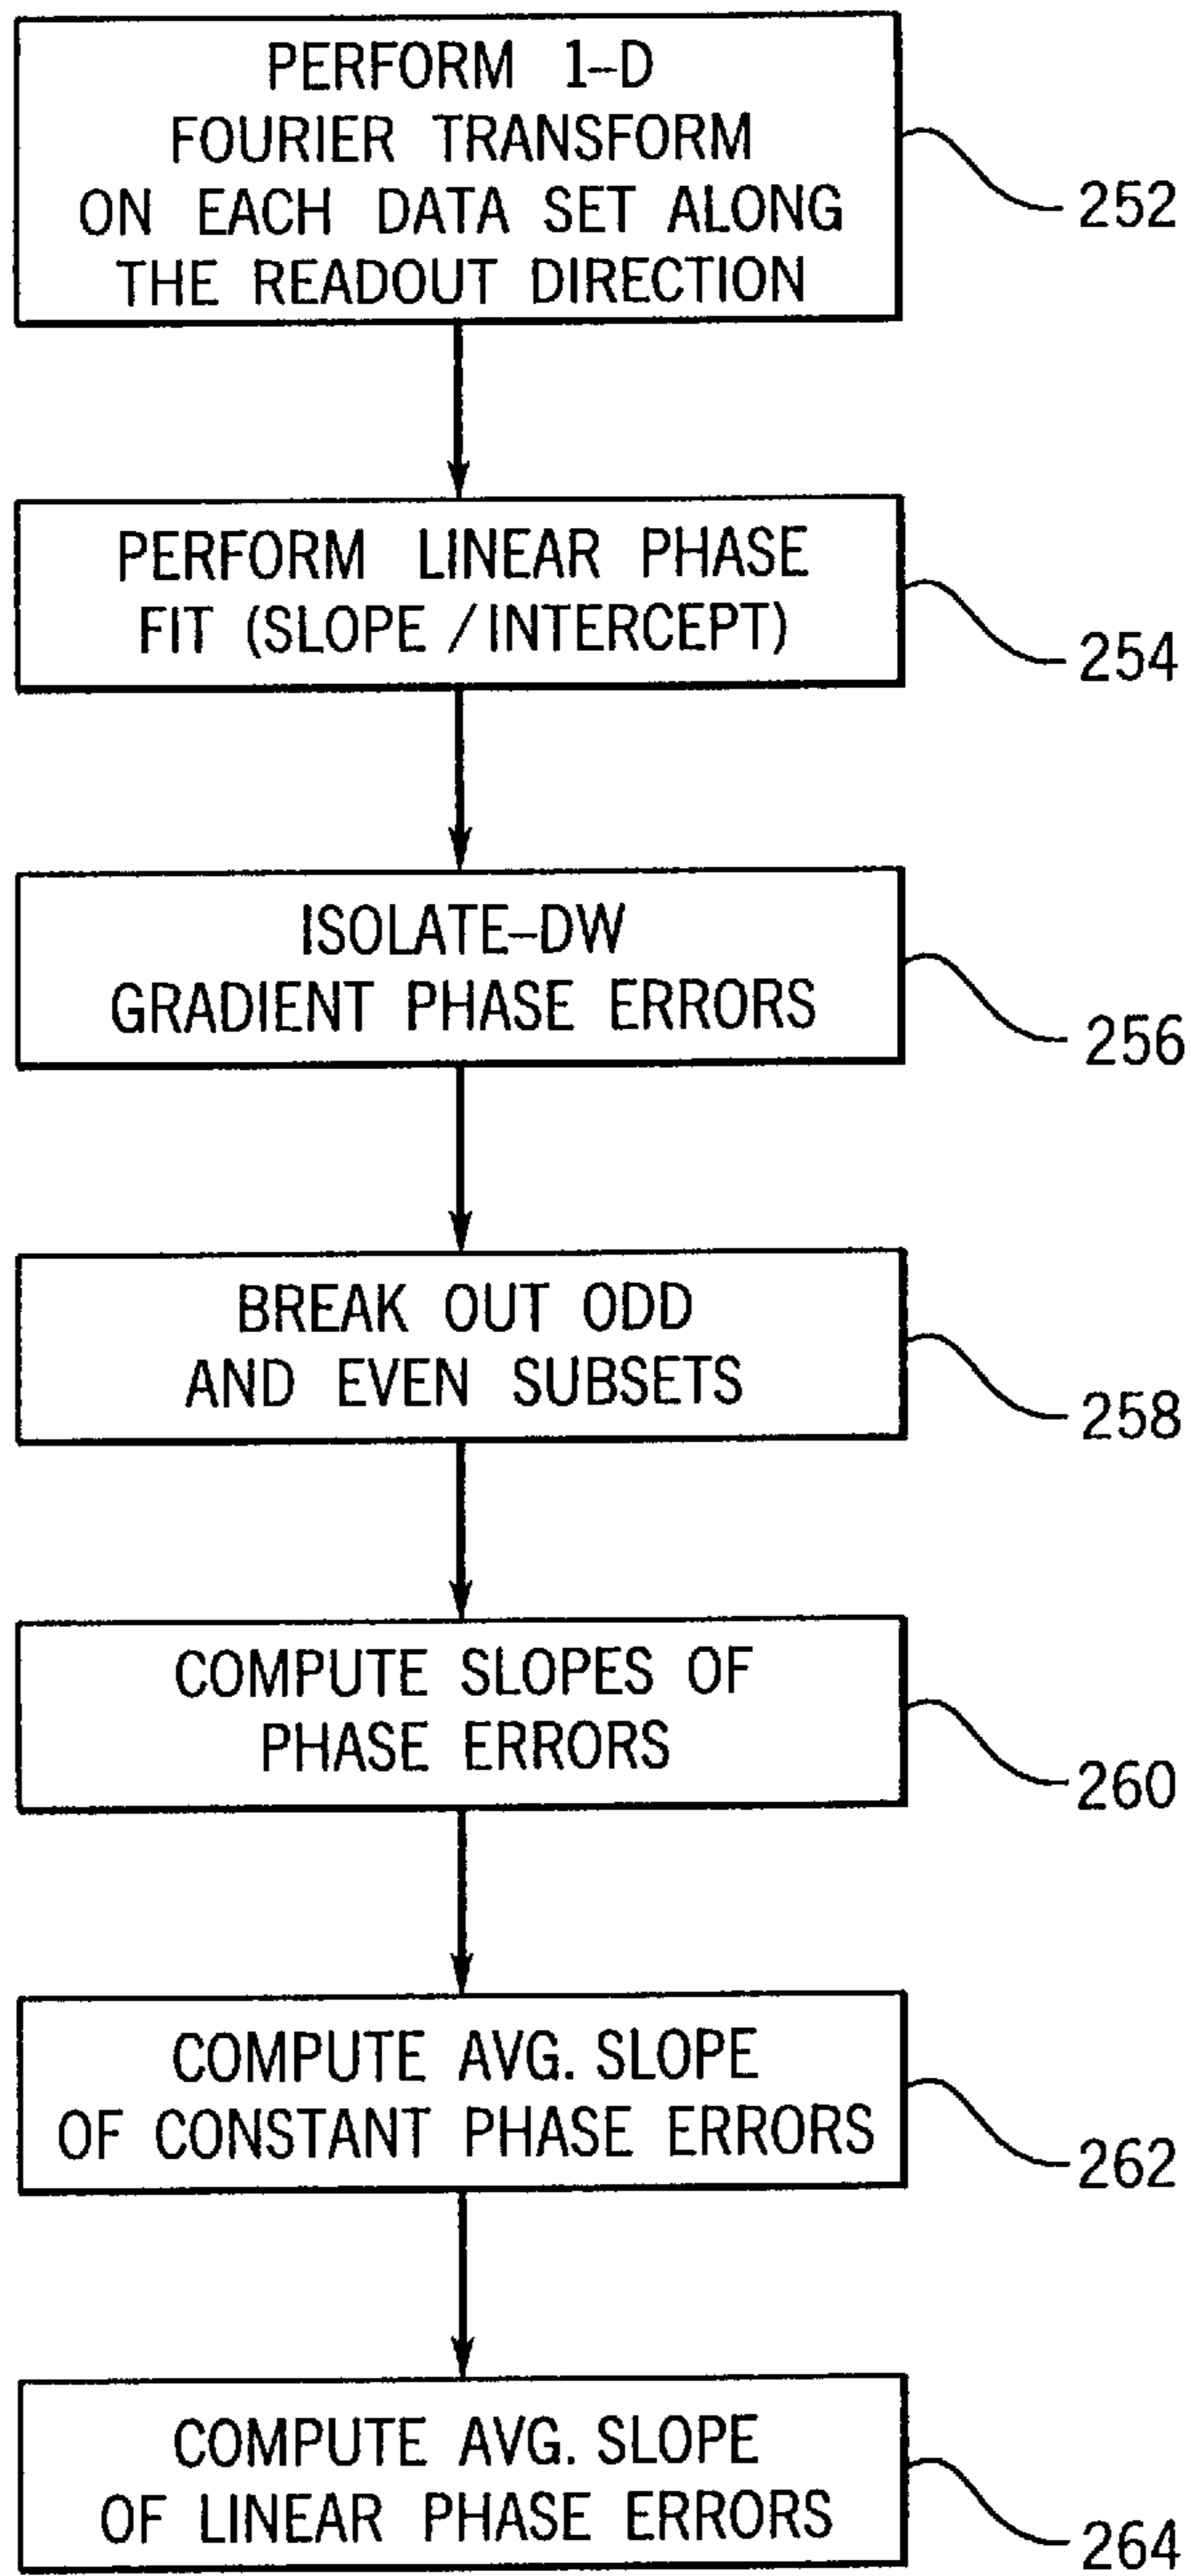 PERFORM 1-D
FOURIER TRANSFORM
ON EACH DATA SET ALONG
THE READOUT DIRECTION
252
PERFORM LINEAR PHASE
FIT (SLOPE / INTERCEPT)
254
ISOLATE-DW
GRADIENT PHASE ERRORS
256
BREAK OUT ODD
AND EVEN SUBSETS
258
COMPUTE SLOPES OF
PHASE ERRORS
260
COMPUTE AVG. SLOPE
OF CONSTANT PHASE ERRORS
262
COMPUTE AVG. SLOPE
OF LINEAR PHASE ERRORS
264